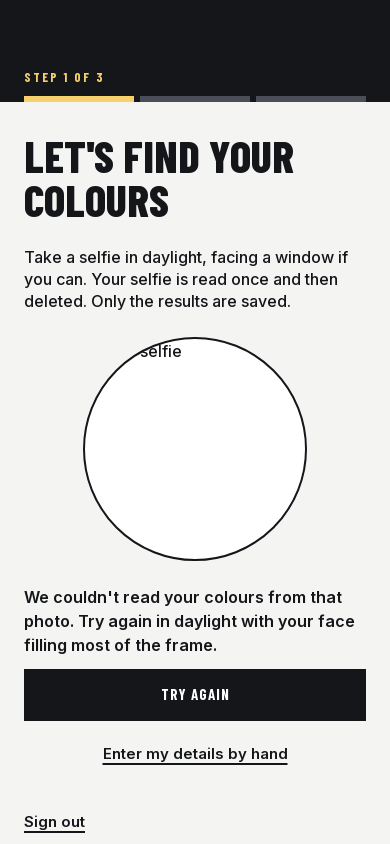 STEP 1 OF 3
LET'S FIND YOUR
COLOURS
Take a selfie in daylight, facing a window if
you can. Your selfie is read once and then
deleted. Only the results are saved.
selfie
We couldn't read your colours from that
photo. Try again in daylight with your face
filling most of the frame.
TRY AGAIN
Enter my details by hand
Sign out